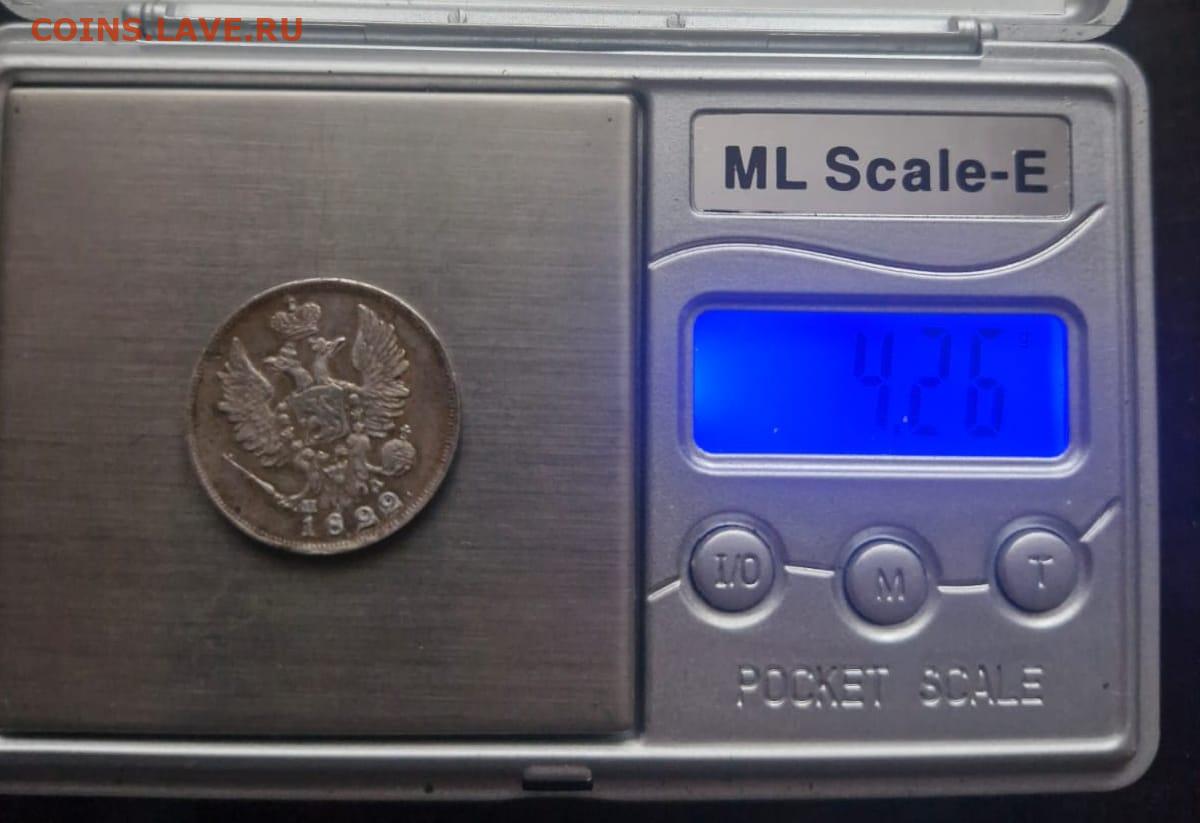 COINS.LAVE.RU
ML Scale-E
4.26 g
I/O M T
POCKET SCALE
1822